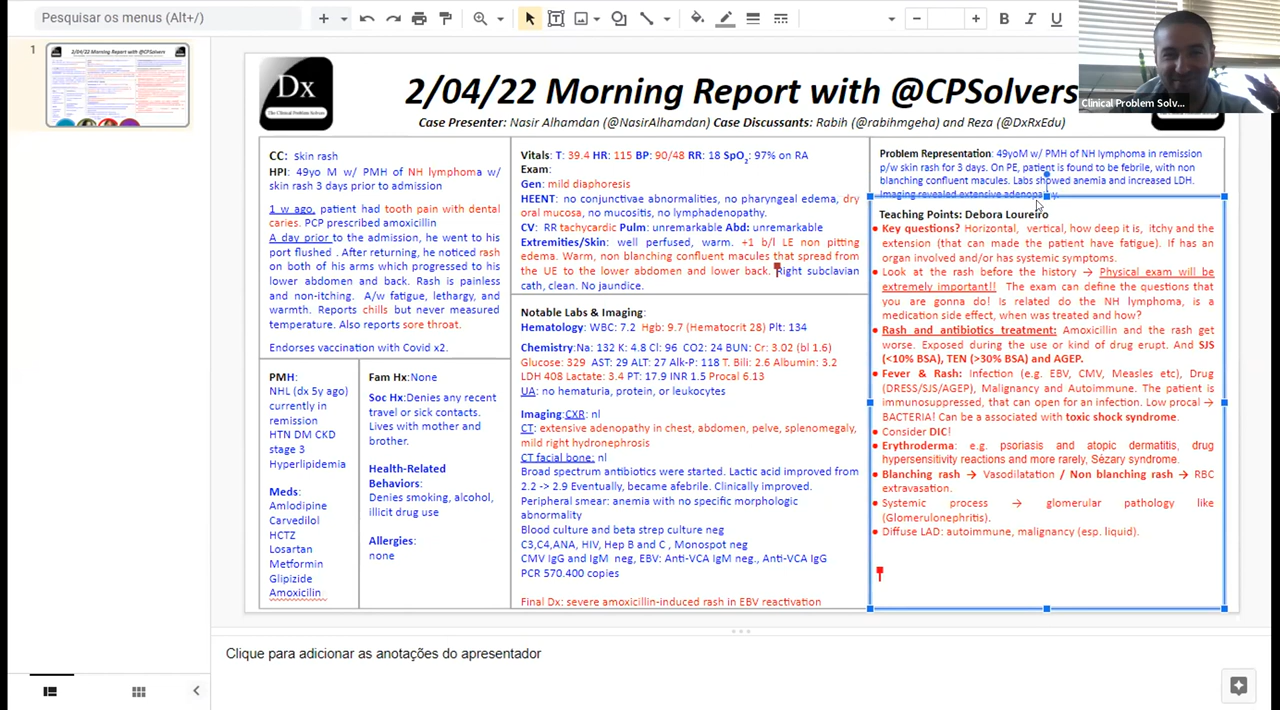 Pesquisar os menus (Alt+/)
B I U
Clinical Problem Solv...
1
Dx
The Clinical Problem Solvers
2/04/22 Morning Report with @CPSolvers
Case Presenter: Nasir Alhamdan (@NasirAlhamdan) Case Discussants: Rabih (@rabihmgeha) and Reza (@DxRxEdu)
CC: skin rash
HPI: 49yo M w/ PMH of NH lymphoma w/
skin rash 3 days prior to admission
1 w ago, patient had tooth pain with dental
caries. PCP prescribed amoxicillin
A day prior to the admission, he went to his
port flushed . After returning, he noticed rash
on both of his arms which progressed to his
lower abdomen and back. Rash is painless
and non-itching. A/w fatigue, lethargy, and
warmth. Reports chills but never measured
temperature. Also reports sore throat.
Endorses vaccination with Covid x2.
PMH:
NHL (dx 5y ago)
currently in
remission
HTN DM CKD
stage 3
Hyperlipidemia
Meds:
Amlodipine
Carvedilol
HCTZ
Losartan
Metformin
Glipizide
Amoxicilin
Fam Hx:None
Soc Hx:Denies any recent
travel or sick contacts.
Lives with mother and
brother.
Health-Related
Behaviors:
Denies smoking, alcohol,
illicit drug use
Allergies:
none
Vitals: T: 39.4 HR: 115 BP: 90/48 RR: 18 SpO2: 97% on RA
Exam:
Gen: mild diaphoresis
HEENT: no conjunctivae abnormalities, no pharyngeal edema, dry
oral mucosa, no mucositis, no lymphadenopathy.
CV: RR tachycardic Pulm: unremarkable Abd: unremarkable
Extremities/Skin: well perfused, warm. +1 b/l LE non pitting
edema. Warm, non blanching confluent macules that spread from
the UE to the lower abdomen and lower back. Right subclavian
cath, clean. No jaundice.
Notable Labs & Imaging:
Hematology: WBC: 7.2 Hgb: 9.7 (Hematocrit 28) Plt: 134
Chemistry:Na: 132 K: 4.8 Cl: 96 CO2: 24 BUN: Cr: 3.02 (bl 1.6)
Glucose: 329 AST: 29 ALT: 27 Alk-P: 118 T. Bili: 2.6 Albumin: 3.2
LDH 408 Lactate: 3.4 PT: 17.9 INR 1.5 Procal 6.13
UA: no hematuria, protein, or leukocytes
Imaging:CXR: nl
CT: extensive adenopathy in chest, abdomen, pelve, splenomegaly,
mild right hydronephrosis
CT facial bone: nl
Broad spectrum antibiotics were started. Lactic acid improved from
2.2 -> 2.9 Eventually, became afebrile. Clinically improved.
Peripheral smear: anemia with no specific morphologic
abnormality
Blood culture and beta strep culture neg
C3,C4,ANA, HIV, Hep B and C , Monospot neg
CMV IgG and IgM neg, EBV: Anti-VCA IgM neg., Anti-VCA IgG
PCR 570.400 copies
Final Dx: severe amoxicillin-induced rash in EBV reactivation
Problem Representation: 49yoM w/ PMH of NH lymphoma in remission
p/w skin rash for 3 days. On PE, patient is found to be febrile, with non
blanching confluent macules. Labs showed anemia and increased LDH.
Imaging revealed extensive adenopathy.
Teaching Points: Debora Loureiro
Key questions? Horizontal, vertical, how deep it is, itchy and the
extension (that can made the patient have fatigue). If has an
organ involved and/or has systemic symptoms.
Look at the rash before the history → Physical exam will be
extremely important!! The exam can define the questions that
you are gonna do! Is related do the NH lymphoma, is a
medication side effect, when was treated and how?
Rash and antibiotics treatment: Amoxicillin and the rash get
worse. Exposed during the use or kind of drug erupt. And SJS
(<10% BSA), TEN (>30% BSA) and AGEP.
Fever & Rash: Infection (e.g. EBV, CMV, Measles etc), Drug
(DRESS/SJS/AGEP), Malignancy and Autoimmune. The patient is
immunosuppressed, that can open for an infection. Low procal →
BACTERIA! Can be a associated with toxic shock syndrome.
Consider DIC!
Erythroderma: e.g. psoriasis and atopic dermatitis, drug
hypersensitivity reactions and more rarely, Sézary syndrome.
Blanching rash → Vasodilatation / Non blanching rash → RBC
extravasation.
Systemic process → glomerular pathology like
(Glomerulonephritis).
Diffuse LAD: autoimmune, malignancy (esp. liquid).
Clique para adicionar as anotações do apresentador